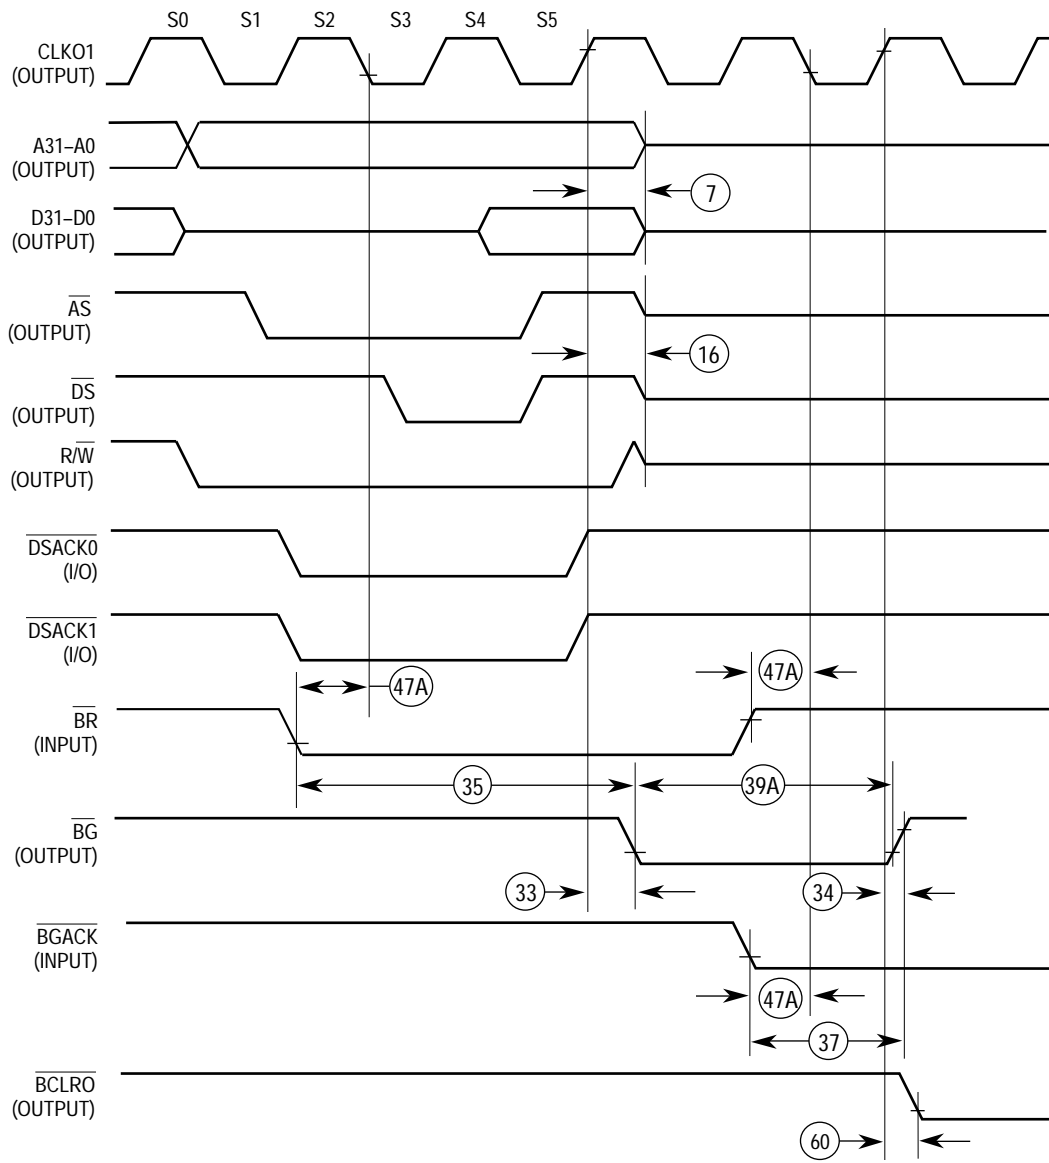 S0 S1 S2 S3 S4 S5
CLKO1
(OUTPUT)
A31–A0
(OUTPUT)
7
D31–D0
(OUTPUT)
AS
(OUTPUT)
16
DS
(OUTPUT)
R/W
(OUTPUT)
DSACK0
(I/O)
DSACK1
(I/O)
47A 47A
BR
(INPUT)
35 39A
BG
(OUTPUT)
33 34
BGACK
(INPUT)
47A
37
BCLRO
(OUTPUT)
60